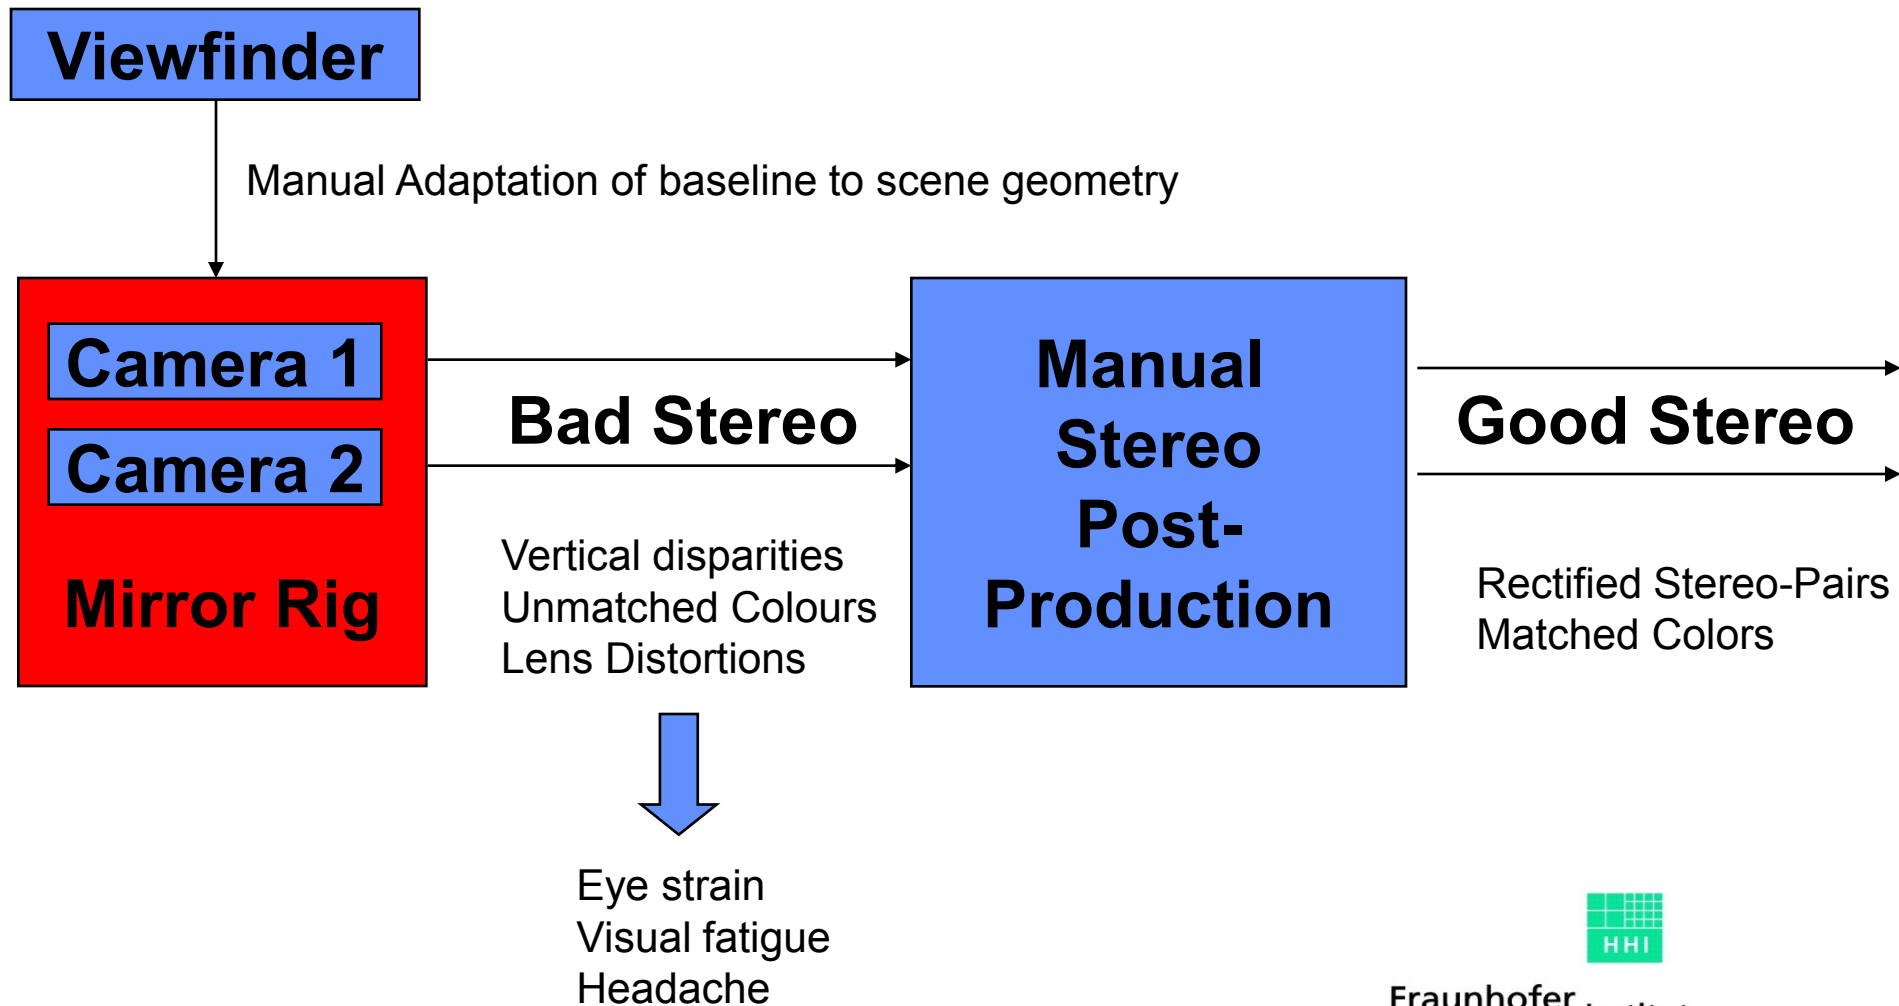 Viewfinder
Manual Adaptation of baseline to scene geometry
Camera 1
Camera 2
Mirror Rig
Bad Stereo
Vertical disparities
Unmatched Colours
Lens Distortions
Eye strain
Visual fatigue
Headache
Manual
Stereo
Post-
Production
Good Stereo
Rectified Stereo-Pairs
Matched Colors
HHI
Fraunhofer